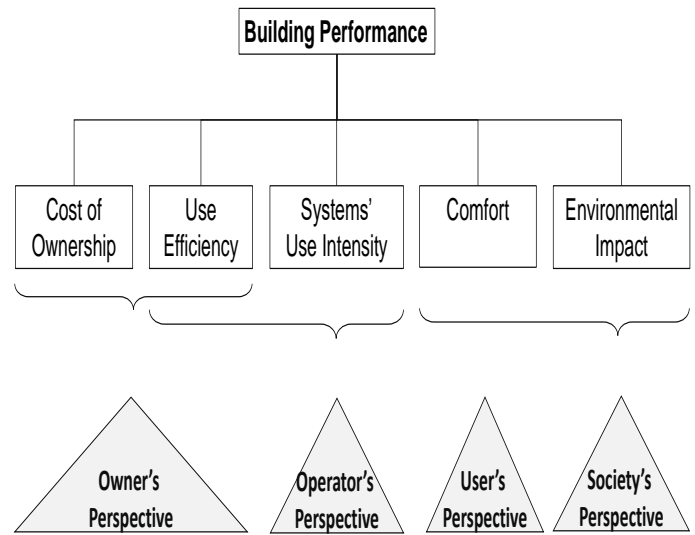 Building Performance
Cost of
Ownership
Use
Efficiency
Systems’
Use Intensity
Comfort
Environmental
Impact
Owner’s
Perspective
Operator’s
Perspective
User’s
Perspective
Society’s
Perspective